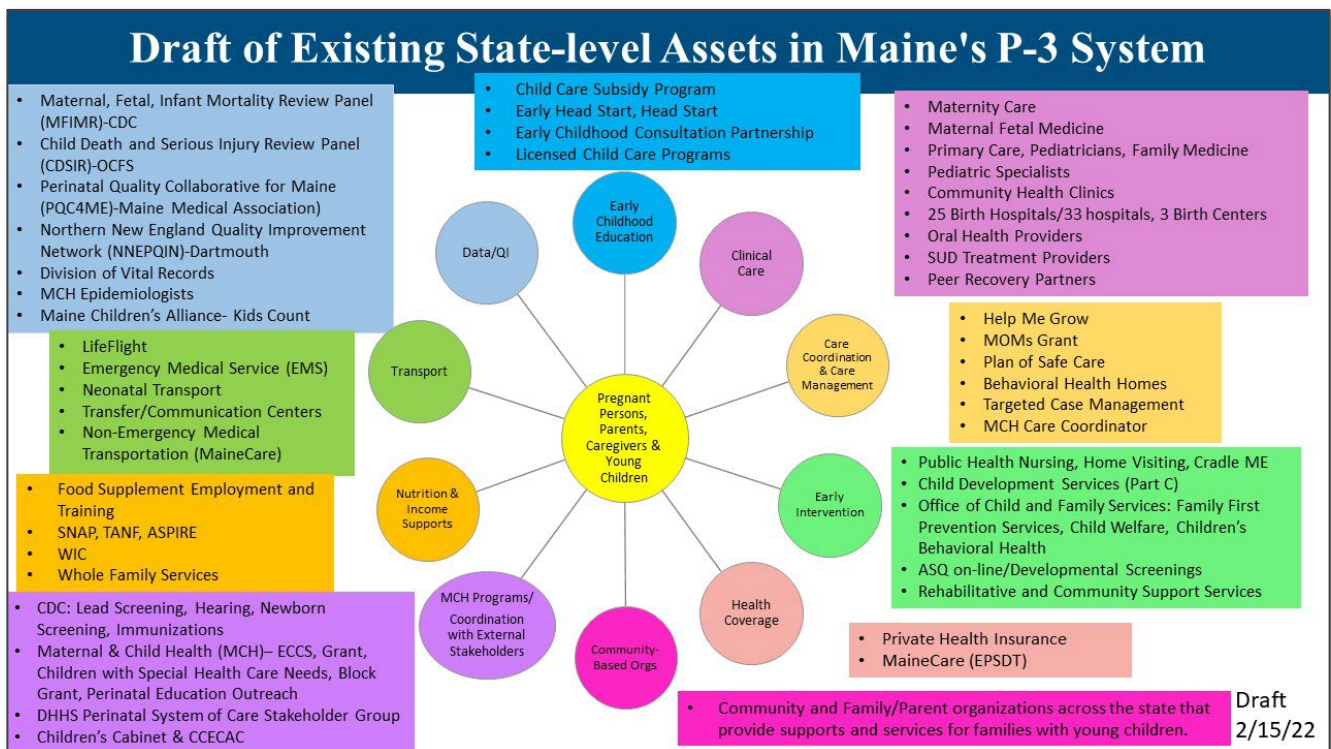 Draft of Existing State-level Assets in Maine's P-3 System
• Maternal, Fetal, Infant Mortality Review Panel
(MFIMR)-CDC
• Child Death and Serious Injury Review Panel
(CDSIR)-OCFS
• Perinatal Quality Collaborative for Maine
(PQC4ME)-Maine Medical Association)
• Northern New England Quality Improvement
Network (NNEPQIN)-Dartmouth
• Division of Vital Records
• MCH Epidemiologists
• Maine Children’s Alliance- Kids Count
• Child Care Subsidy Program
• Early Head Start, Head Start
• Early Childhood Consultation Partnership
• Licensed Child Care Programs
• Maternity Care
• Maternal Fetal Medicine
• Primary Care, Pediatricians, Family Medicine
• Pediatric Specialists
• Community Health Clinics
• 25 Birth Hospitals/33 hospitals, 3 Birth Centers
• Oral Health Providers
• SUD Treatment Providers
• Peer Recovery Partners
Data/QI
Early
Childhood
Education
Clinical
Care
• LifeFlight
• Emergency Medical Service (EMS)
• Neonatal Transport
• Transfer/Communication Centers
• Non-Emergency Medical
Transportation (MaineCare)
Transport
Care
Coordination
& Care
Management
• Help Me Grow
• MOMs Grant
• Plan of Safe Care
• Behavioral Health Homes
• Targeted Case Management
• MCH Care Coordinator
Pregnant
Persons,
Parents,
Caregivers &
Young
Children
• Food Supplement Employment and
Training
• SNAP, TANF, ASPIRE
• WIC
• Whole Family Services
Nutrition &
Income
Supports
Early
Intervention
• Public Health Nursing, Home Visiting, Cradle ME
• Child Development Services (Part C)
• Office of Child and Family Services: Family First
Prevention Services, Child Welfare, Children’s
Behavioral Health
• ASQ on-line/Developmental Screenings
• Rehabilitative and Community Support Services
• CDC: Lead Screening, Hearing, Newborn
Screening, Immunizations
• Maternal & Child Health (MCH)– ECCS, Grant,
Children with Special Health Care Needs, Block
Grant, Perinatal Education Outreach
• DHHS Perinatal System of Care Stakeholder Group
• Children’s Cabinet & CCECAC
MCH Programs/
Coordination
with External
Stakeholders
Community-
Based Orgs
Health
Coverage
• Private Health Insurance
• MaineCare (EPSDT)
• Community and Family/Parent organizations across the state that
provide supports and services for families with young children.
Draft
2/15/22